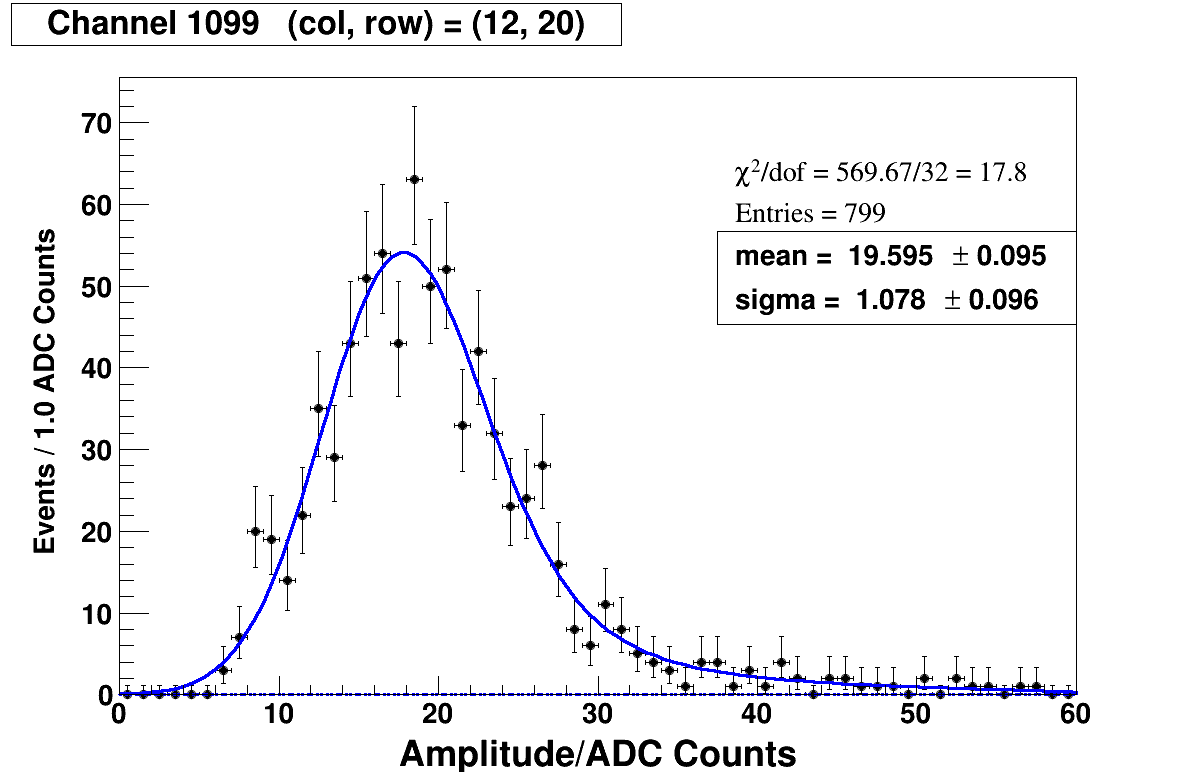 Channel 1099 (col, row) = (12, 20)
χ²/dof = 569.67/32 = 17.8
Entries = 799
mean = 19.595 ± 0.095
sigma = 1.078 ± 0.096
Events / 1.0 ADC Counts
70
60
50
40
30
20
10
0
0 10 20 30 40 50 60
Amplitude/ADC Counts